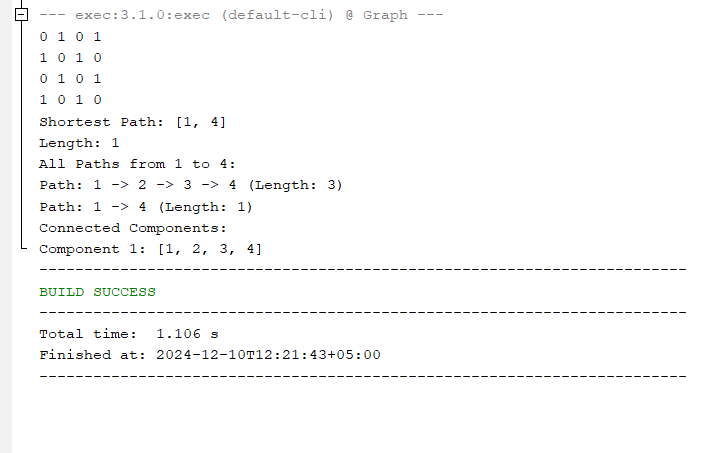 --- exec:3.1.0:exec (default-cli) @ Graph ---
0 1 0 1
1 0 1 0
0 1 0 1
1 0 1 0
Shortest Path: [1, 4]
Length: 1
All Paths from 1 to 4:
Path: 1 -> 2 -> 3 -> 4 (Length: 3)
Path: 1 -> 4 (Length: 1)
Connected Components:
Component 1: [1, 2, 3, 4]
------------------------------------------------------------------------
BUILD SUCCESS
------------------------------------------------------------------------
Total time:  1.106 s
Finished at: 2024-12-10T12:21:43+05:00
------------------------------------------------------------------------